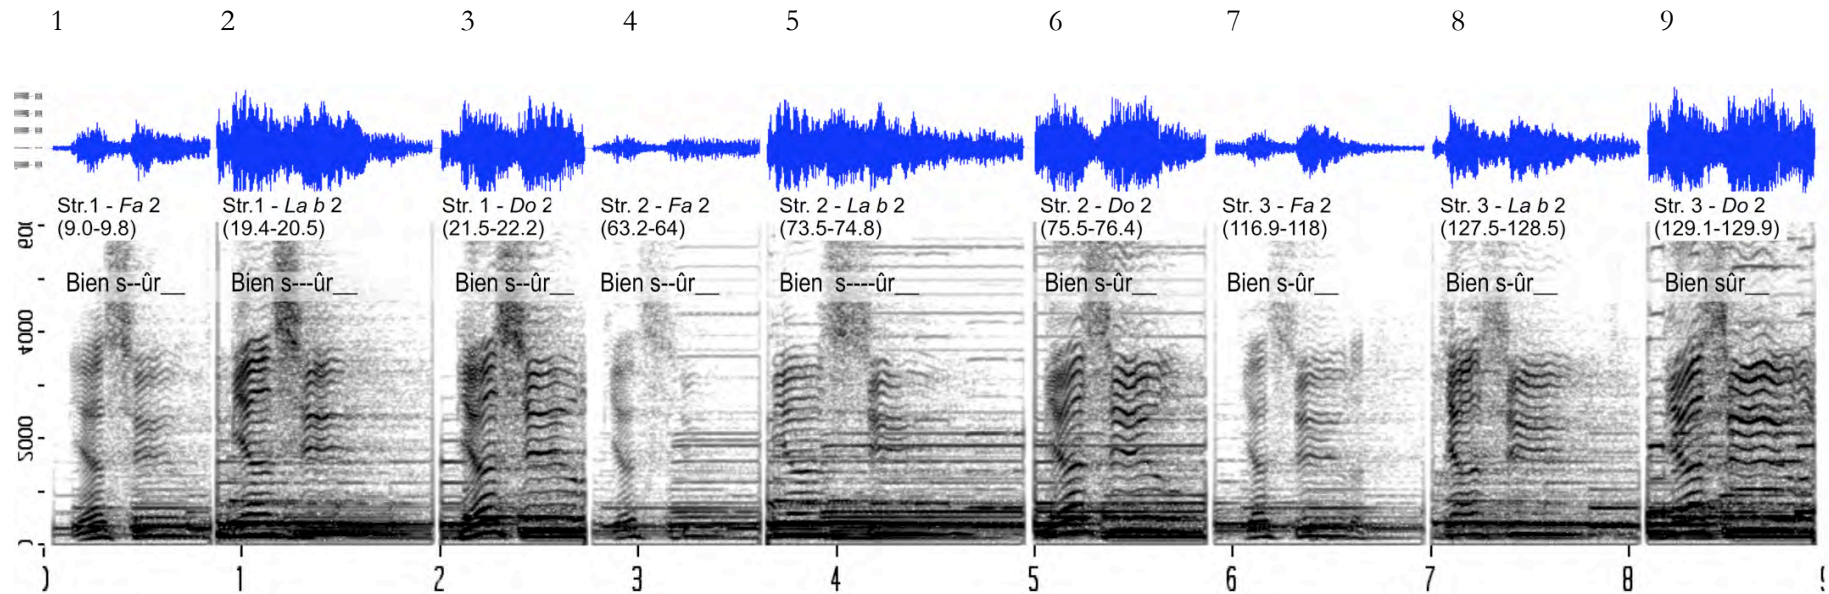 1 2 3 4 5 6 7 8 9
Str.1 - Fa 2
(9.0-9.8)
Bien s--ûr__
Str.1 - La b 2
(19.4-20.5)
Bien s---ûr__
Str. 1 - Do 2
(21.5-22.2)
Bien s--ûr__
Str. 2 - Fa 2
(63.2-64)
Bien s--ûr__
Str. 2 - La b 2
(73.5-74.8)
Bien s----ûr__
Str. 2 - Do 2
(75.5-76.4)
Bien s-ûr__
Str. 3 - Fa 2
(116.9-118)
Bien s-ûr__
Str. 3 - La b 2
(127.5-128.5)
Bien s-ûr__
Str. 3 - Do 2
(129.1-129.9)
Bien sûr__
4000
1 2 3 4 5 6 7 8